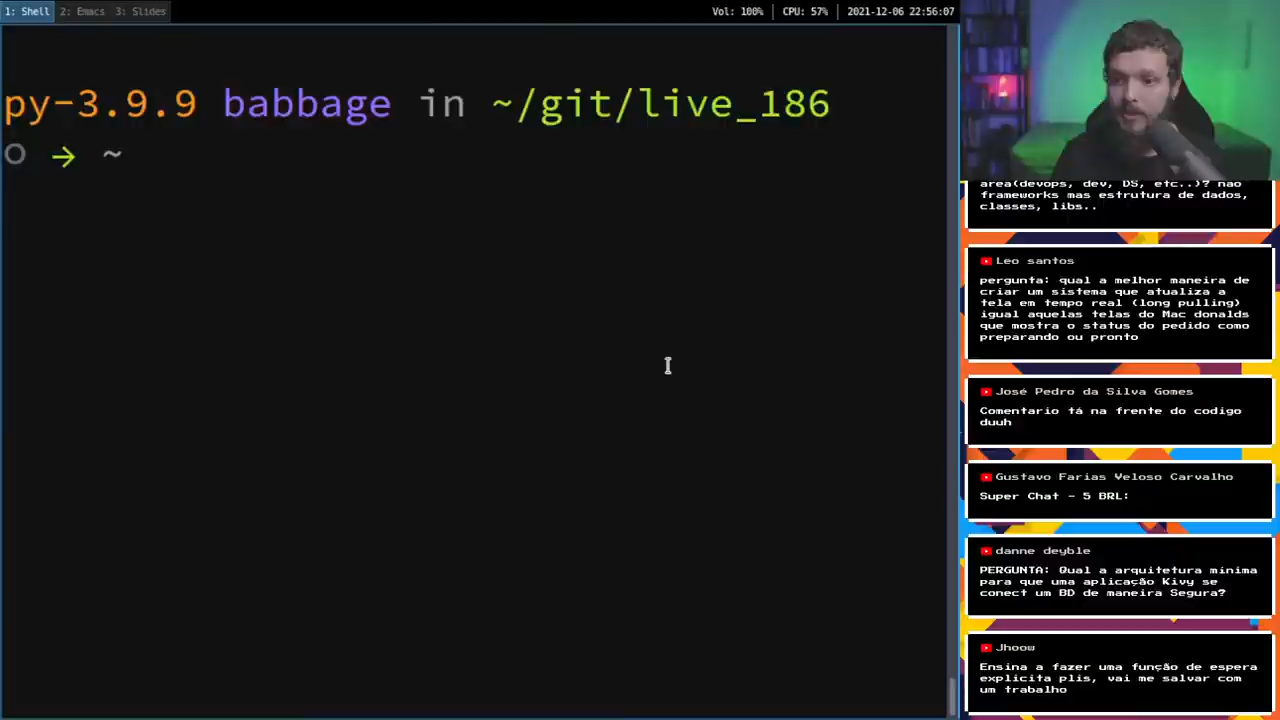 1: Shell 2: Emacs 3: Slides
Vol: 100% CPU: 57% 2021-12-06 22:56:07
py-3.9.9 babbage in ~/git/live_186
O → ~
area(devops, dev, DS, etc..)? não
frameworks mas estrutura de dados,
classes, libs..
Leo santos
pergunta: qual a melhor maneira de
criar um sistema que atualiza a
tela em tempo real (long pulling)
igual aquelas telas do Mac donalds
que mostra o status do pedido como
preparando ou pronto
José Pedro da Silva Gomes
Comentario tá na frente do codigo
duuh
Gustavo Farias Veloso Carvalho
Super Chat - 5 BRL:
danne deyble
PERGUNTA: Qual a arquitetura mínima
para que uma aplicação Kivy se
conect um BD de maneira Segura?
Jhoow
Ensina a fazer uma função de espera
explicita plis, vai me salvar com
um trabalho